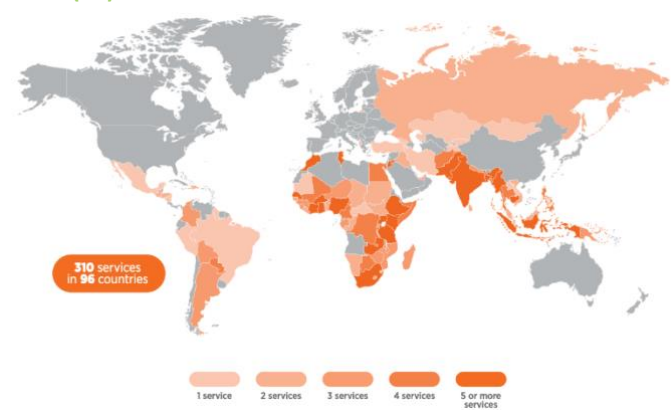 310 services
in 96 countries
1 service
2 services
3 services
4 services
5 or more
services